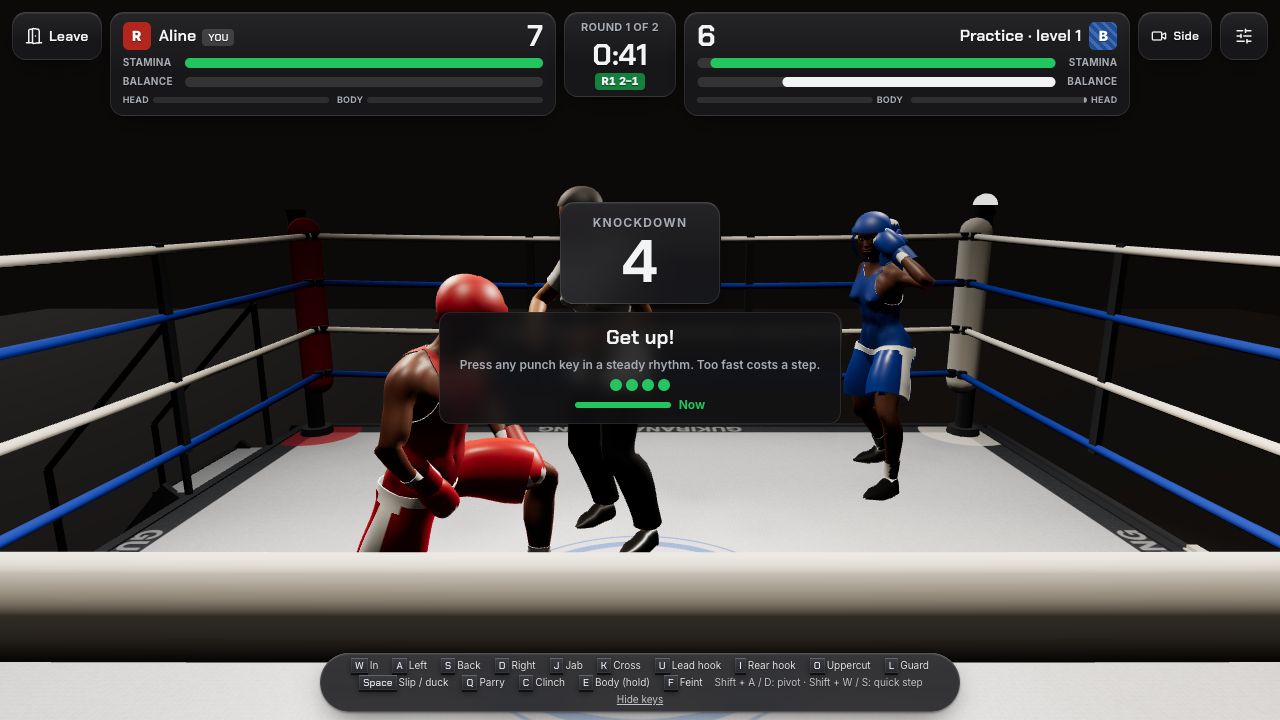 Leave
R Aline YOU 7
STAMINA
BALANCE
HEAD BODY
ROUND 1 OF 2
0:41
R1 2–1
6 Practice · level 1 B
STAMINA
BALANCE
BODY HEAD
Side
KNOCKDOWN
4
Get up!
Press any punch key in a steady rhythm. Too fast costs a step.
Now
W In A Left S Back D Right J Jab K Cross U Lead hook I Rear hook O Uppercut L Guard
Space Slip / duck Q Parry C Clinch E Body (hold) F Feint Shift + A / D: pivot · Shift + W / S: quick step
Hide keys